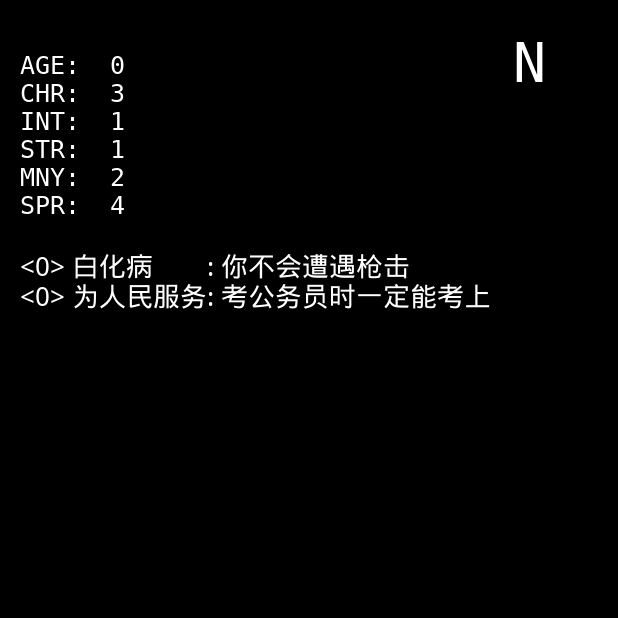 N
AGE: 0
CHR: 3
INT: 1
STR: 1
MNY: 2
SPR: 4
<O> 白化病 : 你不会遭遇枪击
<O> 为人民服务: 考公务员时一定能考上